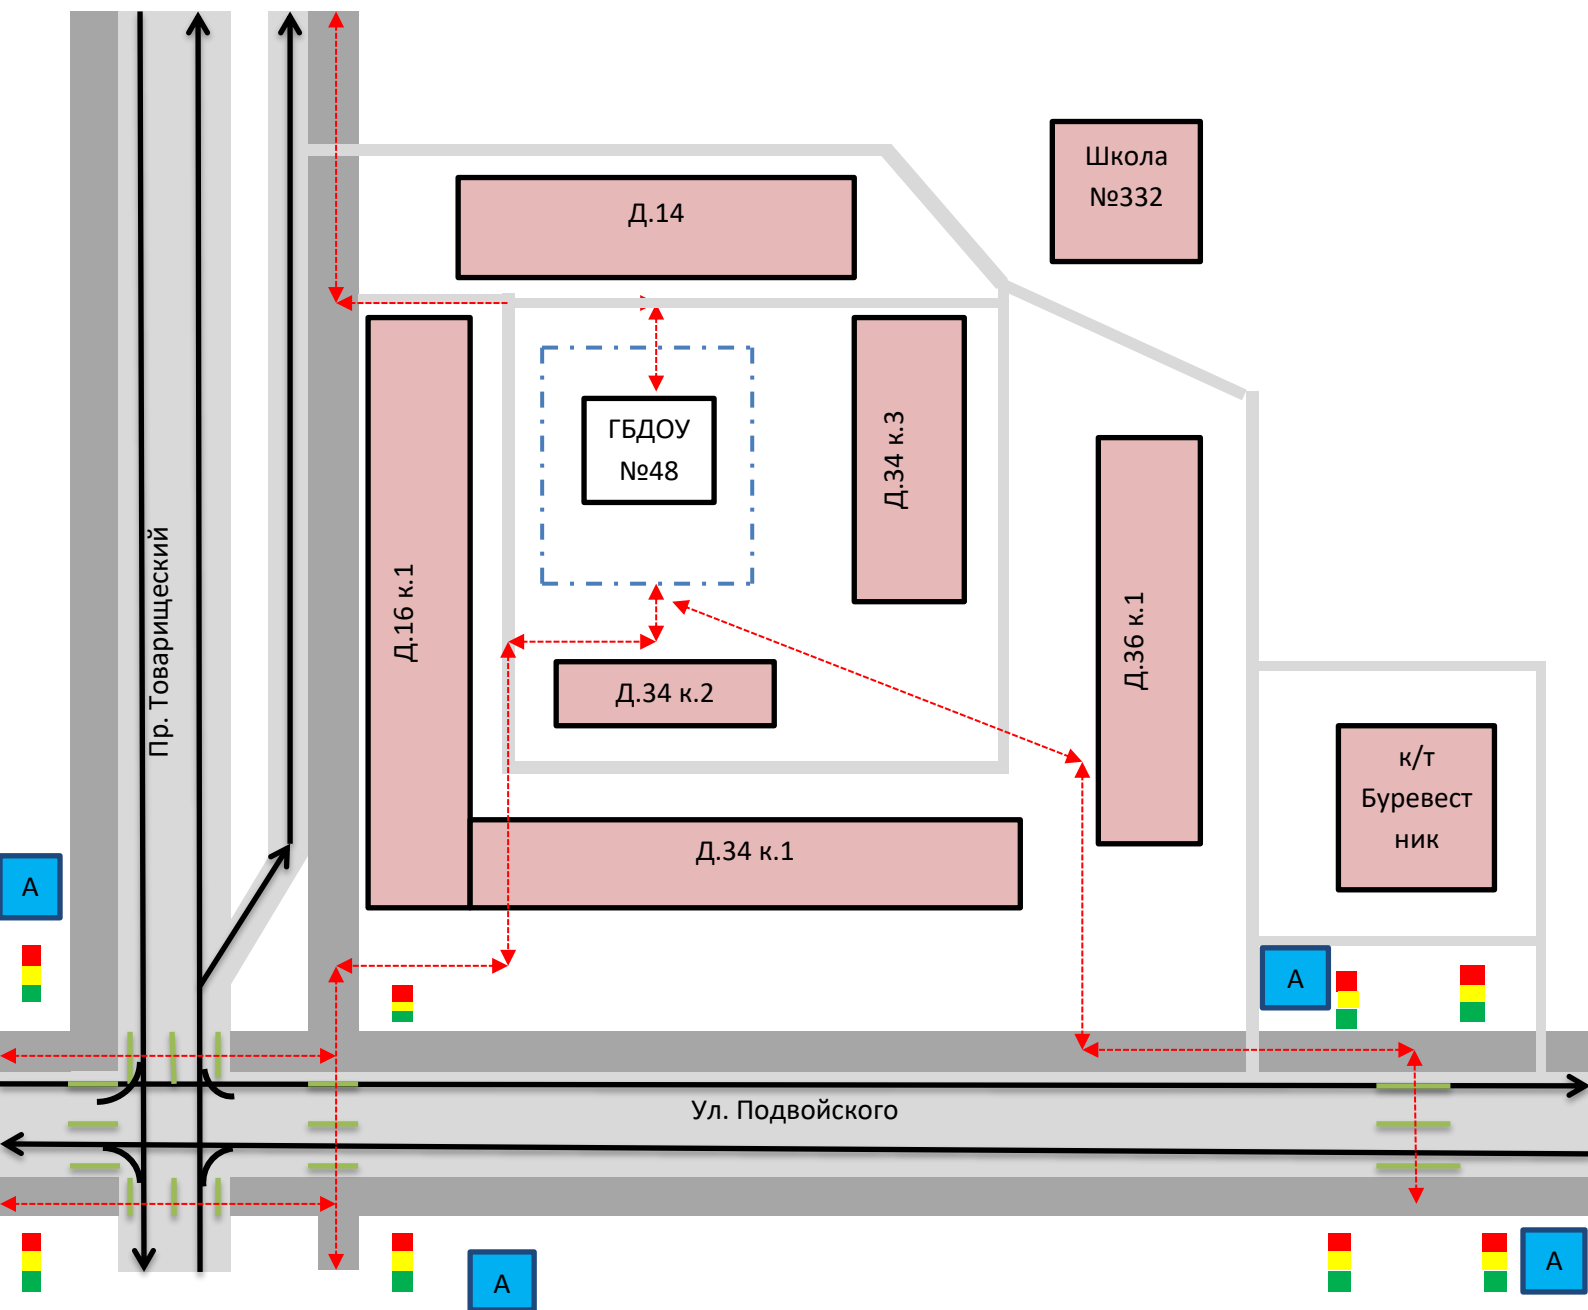 Школа
№332
Д.14
ГБДОУ
№48
Д.34 к.3
Д.16 к.1
Д.36 к.1
Пр. Товарищеский
Д.34 к.2
к/т
Буревест
ник
Д.34 к.1
А
А
Ул. Подвойского
А
А